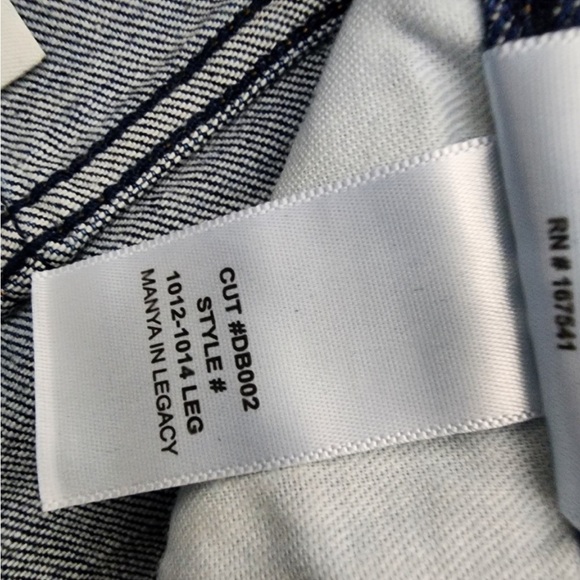 CUT #DB002
STYLE #
1012-1014 LEG
MANYA IN LEGACY
RN # 167541